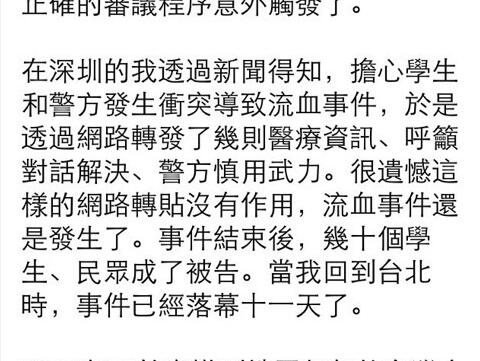 正確的審議程序意外觸發了。
在深圳的我透過新聞得知，擔心學生
和警方發生衝突導致流血事件，於是
透過網路轉發了幾則醫療資訊、呼籲
對話解決、警方慎用武力。很遺憾這
樣的網路轉貼沒有作用，流血事件還
是發生了。事件結束後，幾十個學
生、民眾成了被告。當我回到台北
時，事件已經落幕十一天了。